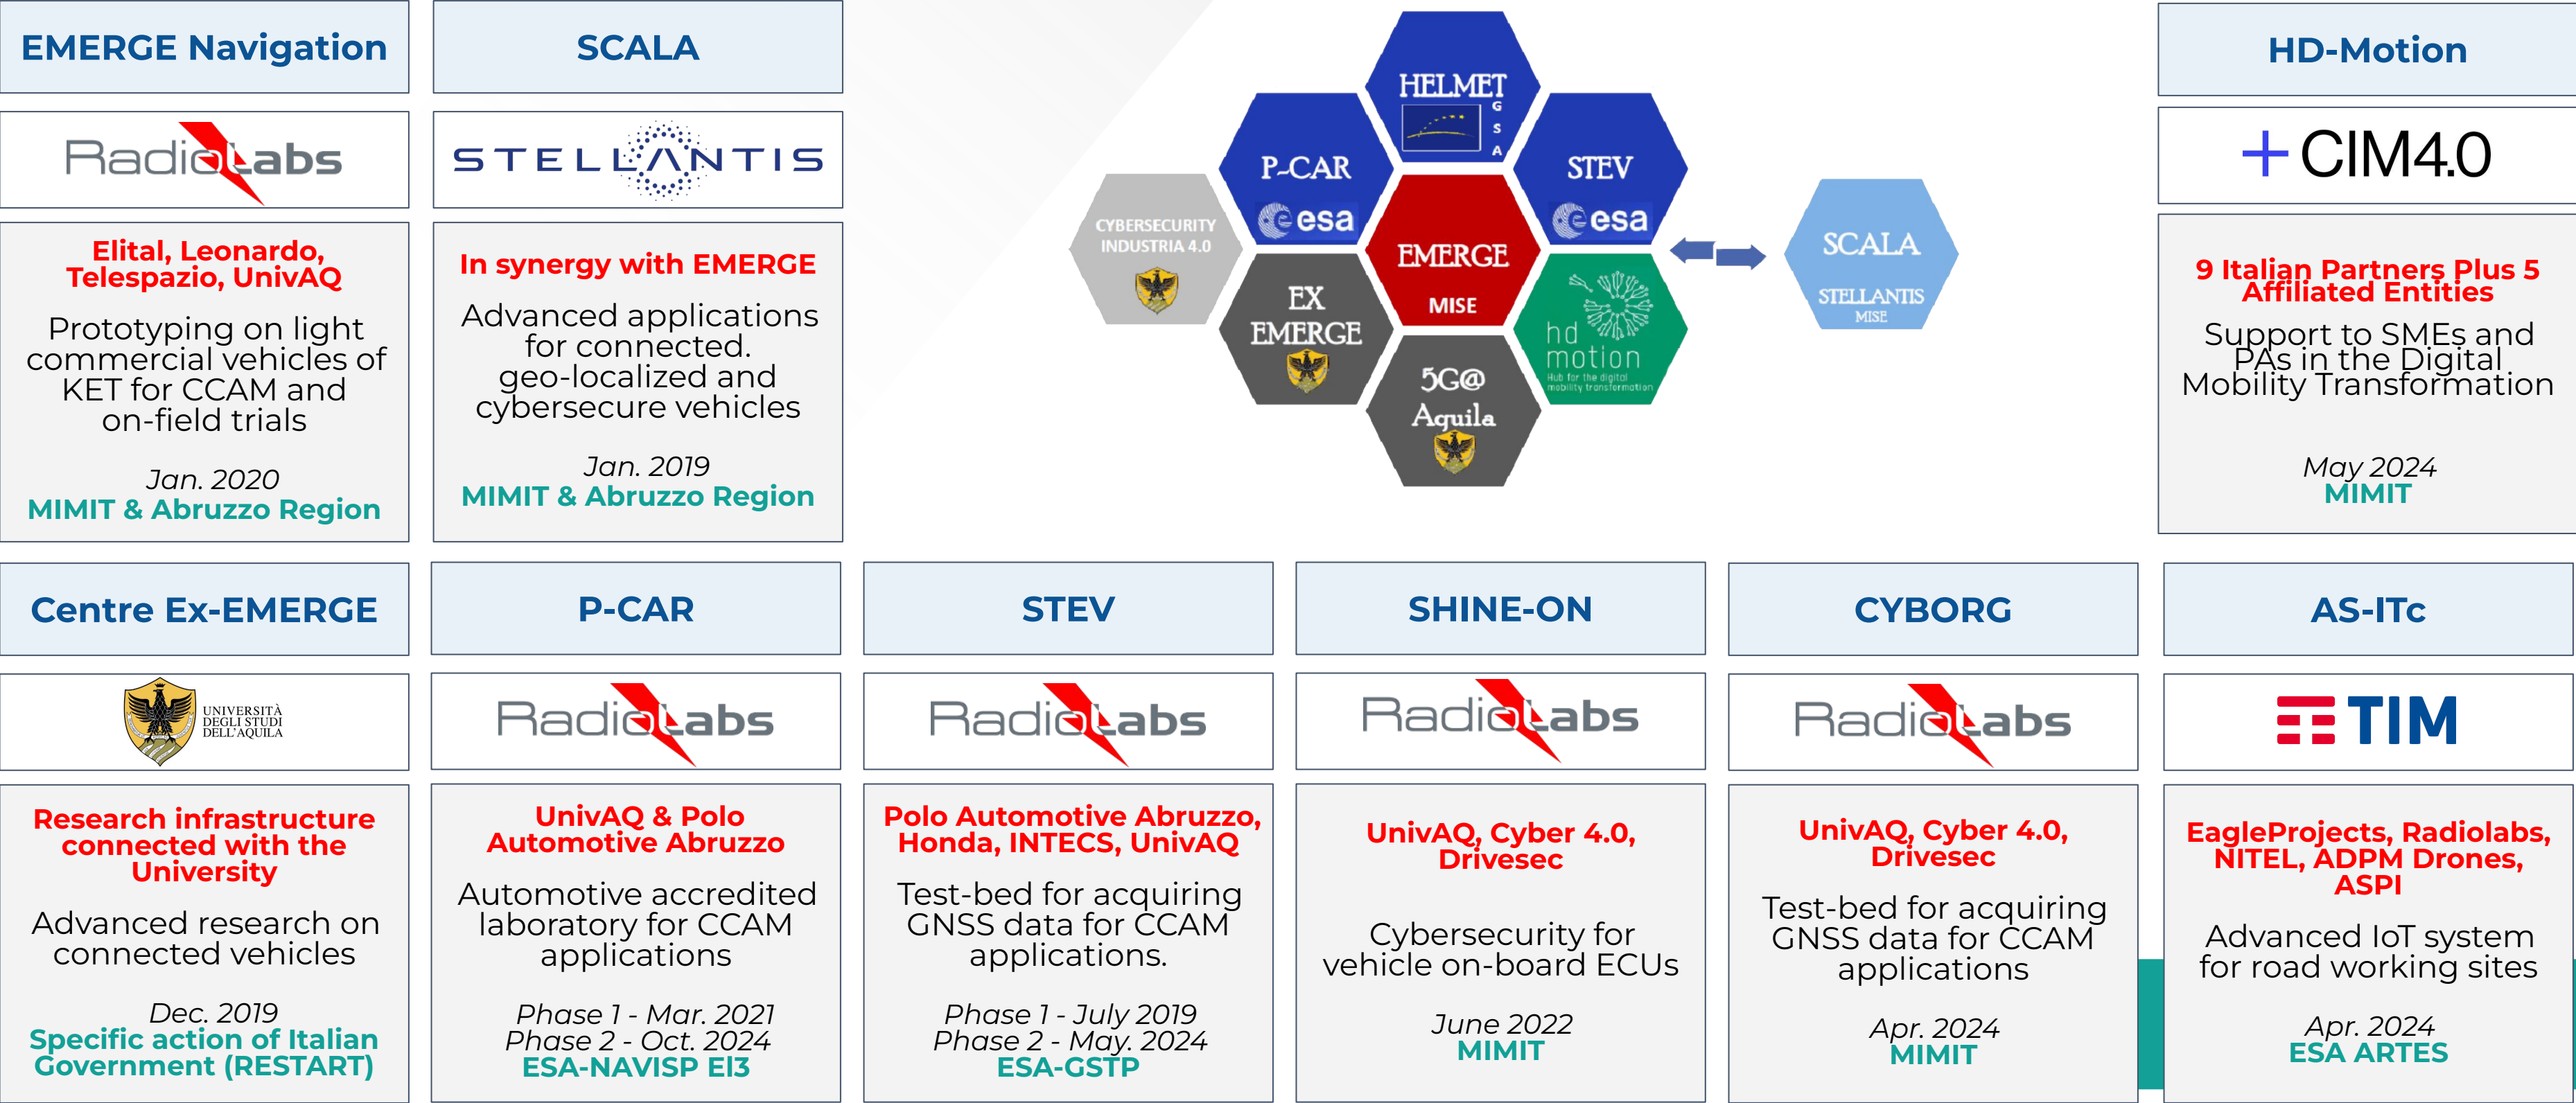 EMERGE Navigation
RadioLabs
Elital, Leonardo,
Telespazio, UnivAQ
Prototyping on light
commercial vehicles of
KET for CCAM and
on-field trials
Jan. 2020
MIMIT & Abruzzo Region
SCALA
STELLANTIS
In synergy with EMERGE
Advanced applications
for connected.
geo-localized and
cybersecure vehicles
Jan. 2019
MIMIT & Abruzzo Region
HELMET
G
S
A
P-CAR
esa
STEV
esa
CYBERSECURITY
INDUSTRIA 4.0
EMERGE
MISE
EX
EMERGE
hd
motion
Hub for the digital
mobility transformation
5G@
Aquila
SCALA
STELLANTIS
MISE
HD-Motion
+CIM4.0
9 Italian Partners Plus 5
Affiliated Entities
Support to SMEs and
PAs in the Digital
Mobility Transformation
May 2024
MIMIT
Centre Ex-EMERGE
UNIVERSITÀ
DEGLI STUDI
DELL'AQUILA
Research infrastructure
connected with the
University
Advanced research on
connected vehicles
Dec. 2019
Specific action of Italian
Government (RESTART)
P-CAR
RadioLabs
UnivAQ & Polo
Automotive Abruzzo
Automotive accredited
laboratory for CCAM
applications
Phase 1 - Mar. 2021
Phase 2 - Oct. 2024
ESA-NAVISP El3
STEV
RadioLabs
Polo Automotive Abruzzo,
Honda, INTECS, UnivAQ
Test-bed for acquiring
GNSS data for CCAM
applications.
Phase 1 - July 2019
Phase 2 - May. 2024
ESA-GSTP
SHINE-ON
RadioLabs
UnivAQ, Cyber 4.0,
Drivesec
Cybersecurity for
vehicle on-board ECUs
June 2022
MIMIT
CYBORG
RadioLabs
UnivAQ, Cyber 4.0,
Drivesec
Test-bed for acquiring
GNSS data for CCAM
applications
Apr. 2024
MIMIT
AS-ITc
TIM
EagleProjects, Radiolabs,
NITEL, ADPM Drones,
ASPI
Advanced IoT system
for road working sites
Apr. 2024
ESA ARTES